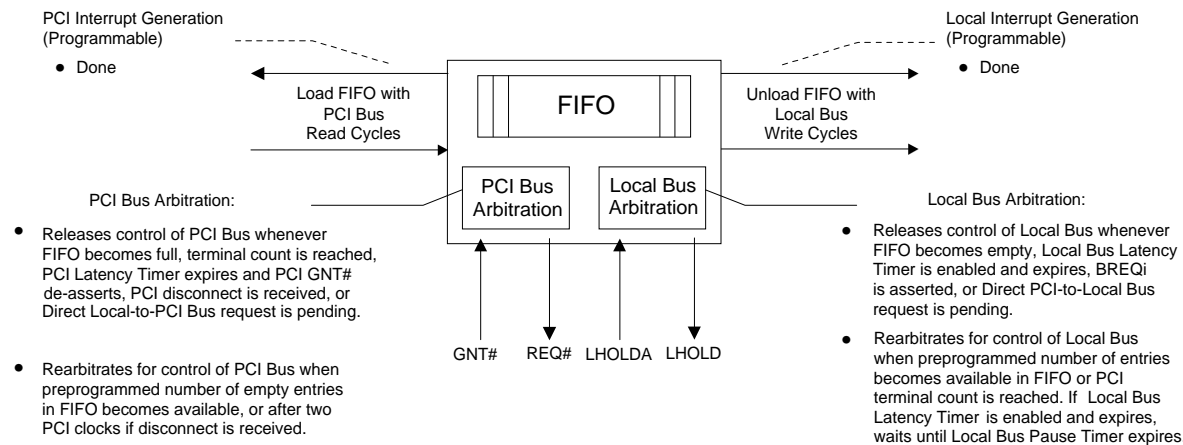 PCI Interrupt Generation
(Programmable)
• Done
Local Interrupt Generation
(Programmable)
• Done
Load FIFO with
PCI Bus
Read Cycles
FIFO
Unload FIFO with
Local Bus
Write Cycles
PCI Bus
Arbitration
Local Bus
Arbitration
PCI Bus Arbitration:
• Releases control of PCI Bus whenever
FIFO becomes full, terminal count is reached,
PCI Latency Timer expires and PCI GNT#
de-asserts, PCI disconnect is received, or
Direct Local-to-PCI Bus request is pending.
• Rearbitrates for control of PCI Bus when
preprogrammed number of empty entries
in FIFO becomes available, or after two
PCI clocks if disconnect is received.
GNT# REQ# LHOLDA LHOLD
Local Bus Arbitration:
• Releases control of Local Bus whenever
FIFO becomes empty, Local Bus Latency
Timer is enabled and expires, BREQi
is asserted, or Direct PCI-to-Local Bus
request is pending.
• Rearbitrates for control of Local Bus
when preprogrammed number of entries
becomes available in FIFO or PCI
terminal count is reached. If Local Bus
Latency Timer is enabled and expires,
waits until Local Bus Pause Timer expires